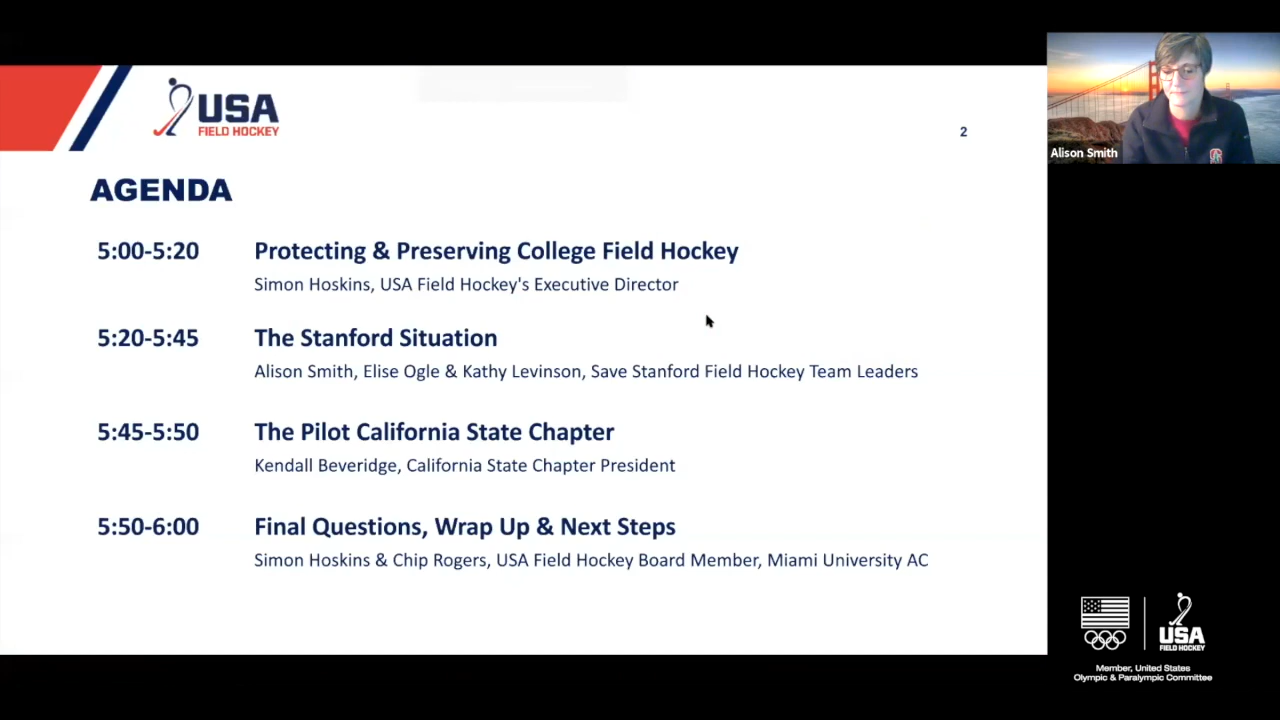 USA
FIELD HOCKEY
2
AGENDA
5:00-5:20 Protecting & Preserving College Field Hockey
Simon Hoskins, USA Field Hockey's Executive Director
5:20-5:45 The Stanford Situation
Alison Smith, Elise Ogle & Kathy Levinson, Save Stanford Field Hockey Team Leaders
5:45-5:50 The Pilot California State Chapter
Kendall Beveridge, California State Chapter President
5:50-6:00 Final Questions, Wrap Up & Next Steps
Simon Hoskins & Chip Rogers, USA Field Hockey Board Member, Miami University AC
Alison Smith
USA
FIELD HOCKEY
Member, United States
Olympic & Paralympic Committee